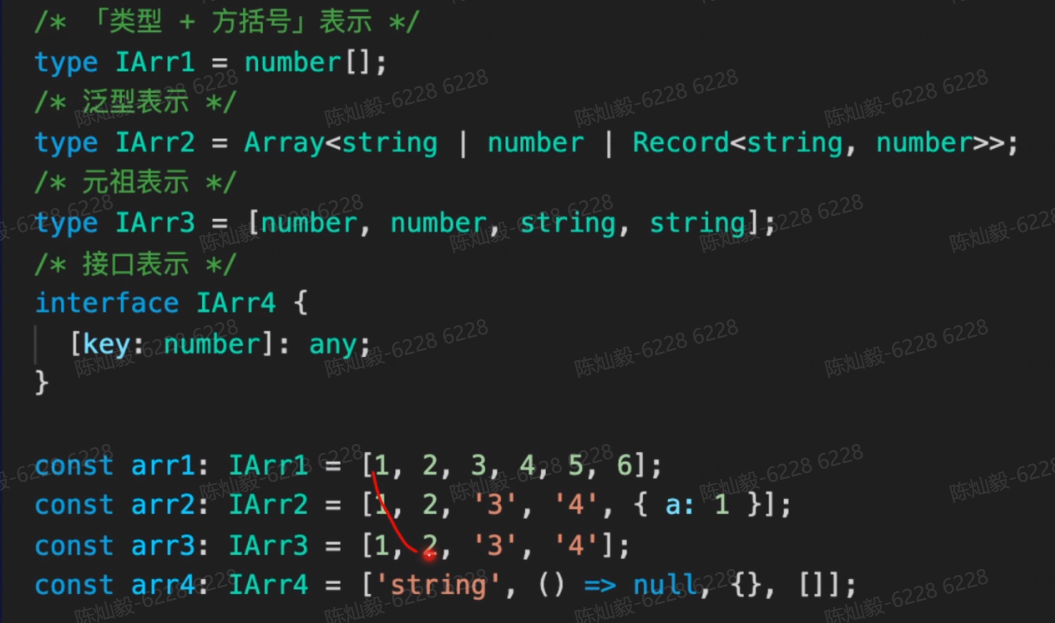 /* 「类型 + 方括号」表示 */
type IArr1 = number[];
/* 泛型表示 */
type IArr2 = Array<string | number | Record<string, number>>;
/* 元祖表示 */
type IArr3 = [number, number, string, string];
/* 接口表示 */
interface IArr4 {
  [key: number]: any;
}
const arr1: IArr1 = [1, 2, 3, 4, 5, 6];
const arr2: IArr2 = [1, 2, '3', '4', { a: 1 }];
const arr3: IArr3 = [1, 2, '3', '4'];
const arr4: IArr4 = ['string', () => null, {}, []];
陈灿毅-6228 6228